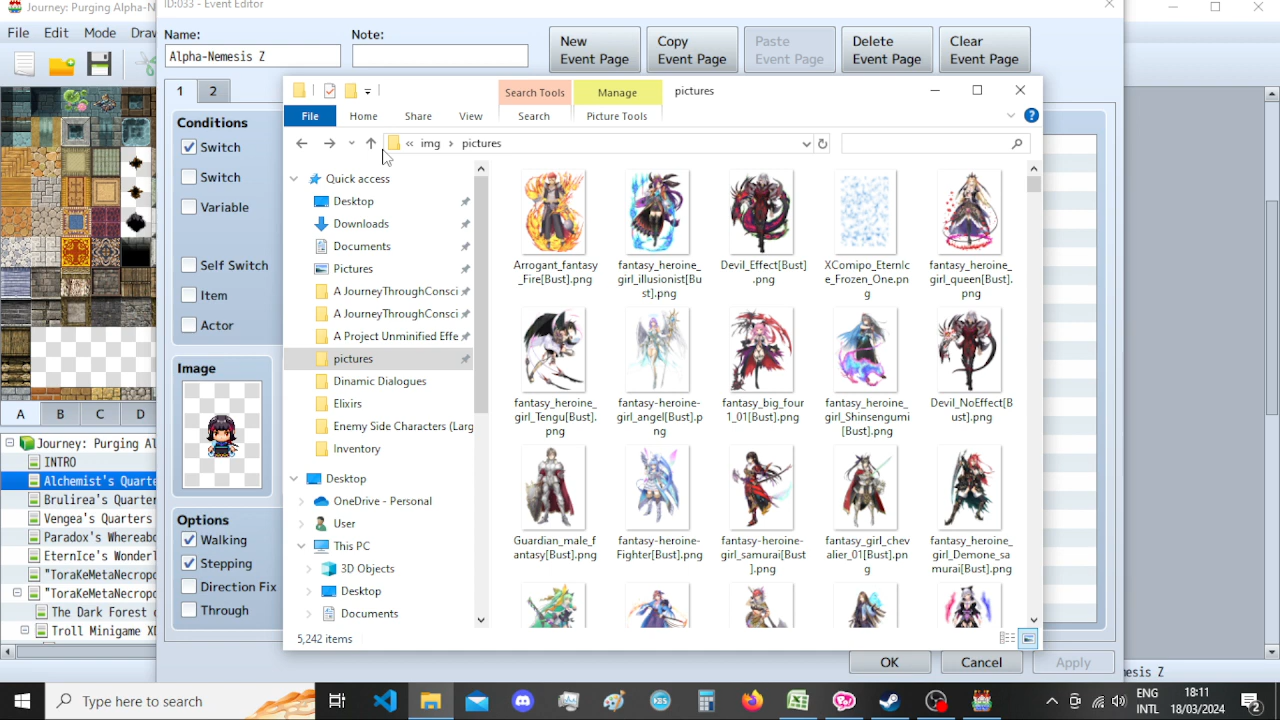 Journey: Purging Alpha-N
ID:033 - Event Editor
File Edit Mode Draw
Name:
Note:
Alpha-Nemesis Z
New Event Page
Copy Event Page
Paste Event Page
Delete Event Page
Clear Event Page
1 2
Conditions
Switch
Switch
Variable
Self Switch
Item
Actor
Image
Options
Walking
Stepping
Direction Fix
Through
A B C D
Journey: Purging Al
INTRO
Alchemist's Quarte
Brulirea's Quarter
Vengea's Quarters
Paradox's Whereabo
EternIce's Wonderl
"ToraKeMetaNecropo
"ToraKeMetaNecropo
The Dark Forest
Troll Minigame X
Search Tools Manage pictures
File Home Share View Search Picture Tools
« img › pictures
Quick access
Desktop
Downloads
Documents
Pictures
A JourneyThroughConsci
A JourneyThroughConsci
A Project Unminified Effe
pictures
Dinamic Dialogues
Elixirs
Enemy Side Characters (Larg
Inventory
Desktop
OneDrive - Personal
User
This PC
3D Objects
Desktop
Documents
Arrogant_fantasy_Fire[Bust].png
fantasy_heroine_girl_illusionist[Bust].png
Devil_Effect[Bust].png
XComipo_EternIce_Frozen_One.png
fantasy_heroine_girl_queen[Bust].png
fantasy_heroine_girl_Tengu[Bust].png
fantasy-heroine-girl_angel[Bust].png
fantasy_big_four1_01[Bust].png
fantasy_heroine_girl_Shinsengumi[Bust].png
Devil_NoEffect[Bust].png
Guardian_male_fantasy[Bust].png
fantasy-heroine-Fighter[Bust].png
fantasy-heroine-girl_samurai[Bust].png
fantasy_girl_chevalier_01[Bust].png
fantasy_heroine_girl_Demone_samurai[Bust].png
5,242 items
OK Cancel Apply
nesis Z
Type here to search
ENG
INTL
18:11
18/03/2024
2